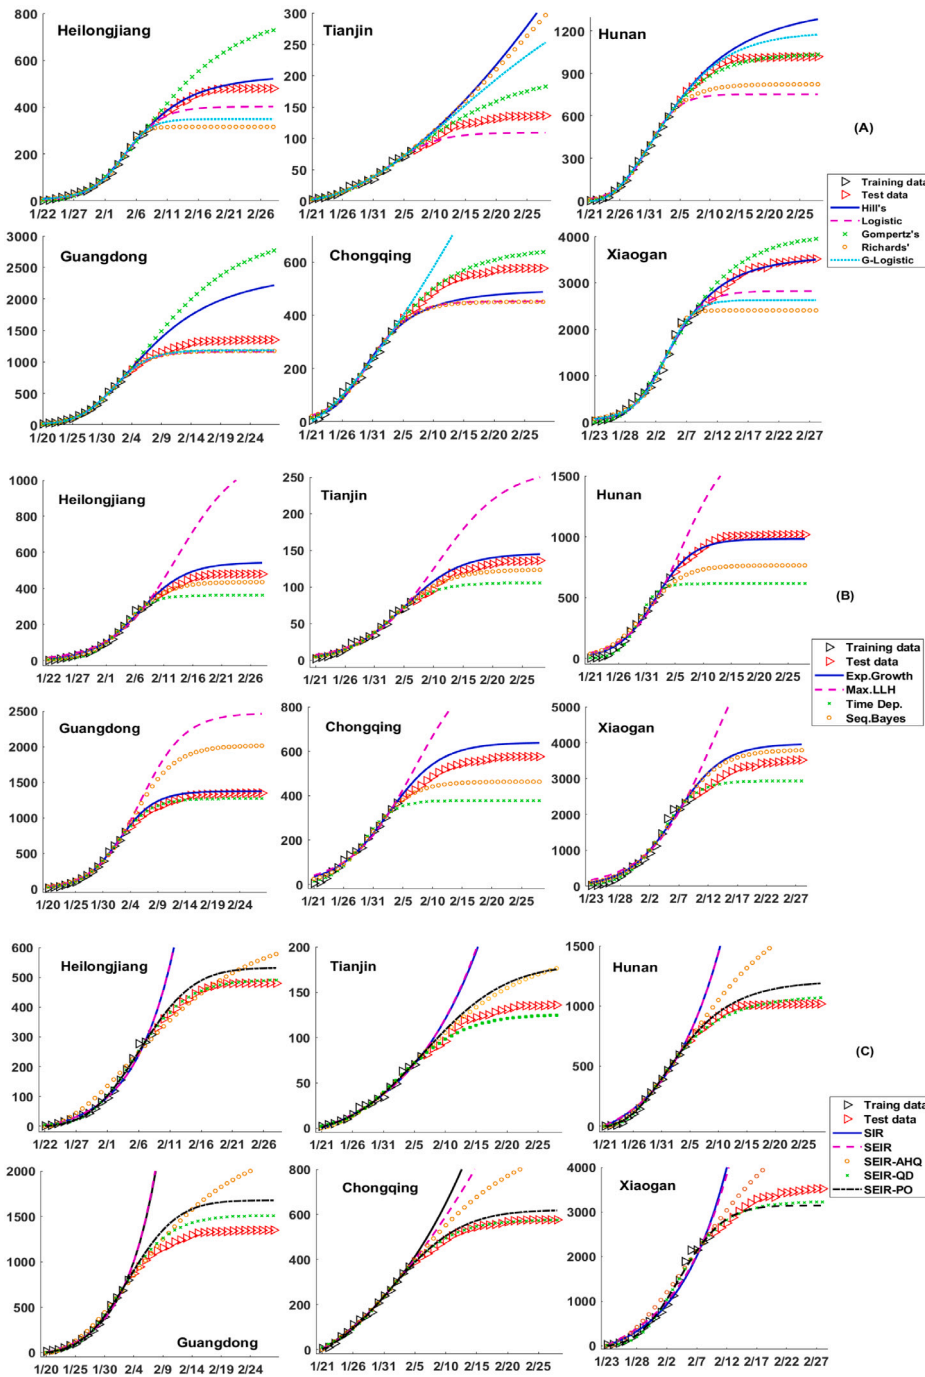 Heilongjiang
800
600
400
200
0
1/22 1/27 2/1 2/6 2/11 2/16 2/21 2/26
Tianjin
300
250
200
150
100
50
0
1/21 1/26 1/31 2/5 2/10 2/15 2/20 2/25
Hunan
1200
900
600
300
0
1/21 2/26 1/31 2/5 2/10 2/15 2/20 2/25
(A)
Training data
Test data
Hill's
Logistic
Gompertz's
Richards'
G-Logistic
Guangdong
3000
2500
2000
1500
1000
500
0
1/20 1/25 1/30 2/4 2/9 2/14 2/19 2/24
Chongqing
600
400
200
0
1/21 1/26 1/31 2/5 2/10 2/15 2/20 2/25
Xiaogan
4000
3000
2000
1000
0
1/23 1/28 2/2 2/7 2/12 2/17 2/22 2/27
Heilongjiang
1000
800
600
400
200
0
1/22 1/27 2/1 2/6 2/11 2/16 2/21 2/26
Tianjin
250
200
150
100
50
0
1/21 1/26 1/31 2/5 2/10 2/15 2/20 2/25
Hunan
1500
1000
500
0
1/21 1/26 1/31 2/5 2/10 2/15 2/20 2/25
(B)
Training data
Test data
Exp.Growth
Max.LLH
Time Dep.
Seq.Bayes
Guangdong
2500
2000
1500
1000
500
0
1/20 1/25 1/30 2/4 2/9 2/14 2/19 2/24
Chongqing
800
600
400
200
0
1/21 1/26 1/31 2/5 2/10 2/15 2/20 2/25
Xiaogan
5000
4000
3000
2000
1000
0
1/23 1/28 2/2 2/7 2/12 2/17 2/22 2/27
Heilongjiang
600
500
400
300
200
100
0
1/22 1/27 2/1 2/6 2/11 2/16 2/21 2/26
Tianjin
200
150
100
50
0
1/21 1/26 1/31 2/5 2/10 2/15 2/20 2/25
Hunan
1500
1000
500
0
1/21 1/26 1/31 2/5 2/10 2/15 2/20 2/25
(C)
Traing data
Test data
SIR
SEIR
SEIR-AHQ
SEIR-QD
SEIR-PO
Guangdong
2000
1500
1000
500
0
1/20 1/25 1/30 2/4 2/9 2/14 2/19 2/24
Chongqing
800
600
400
200
0
1/21 1/26 1/31 2/5 2/10 2/15 2/20 2/25
Xiaogan
4000
3000
2000
1000
0
1/23 1/28 2/2 2/7 2/12 2/17 2/22 2/27